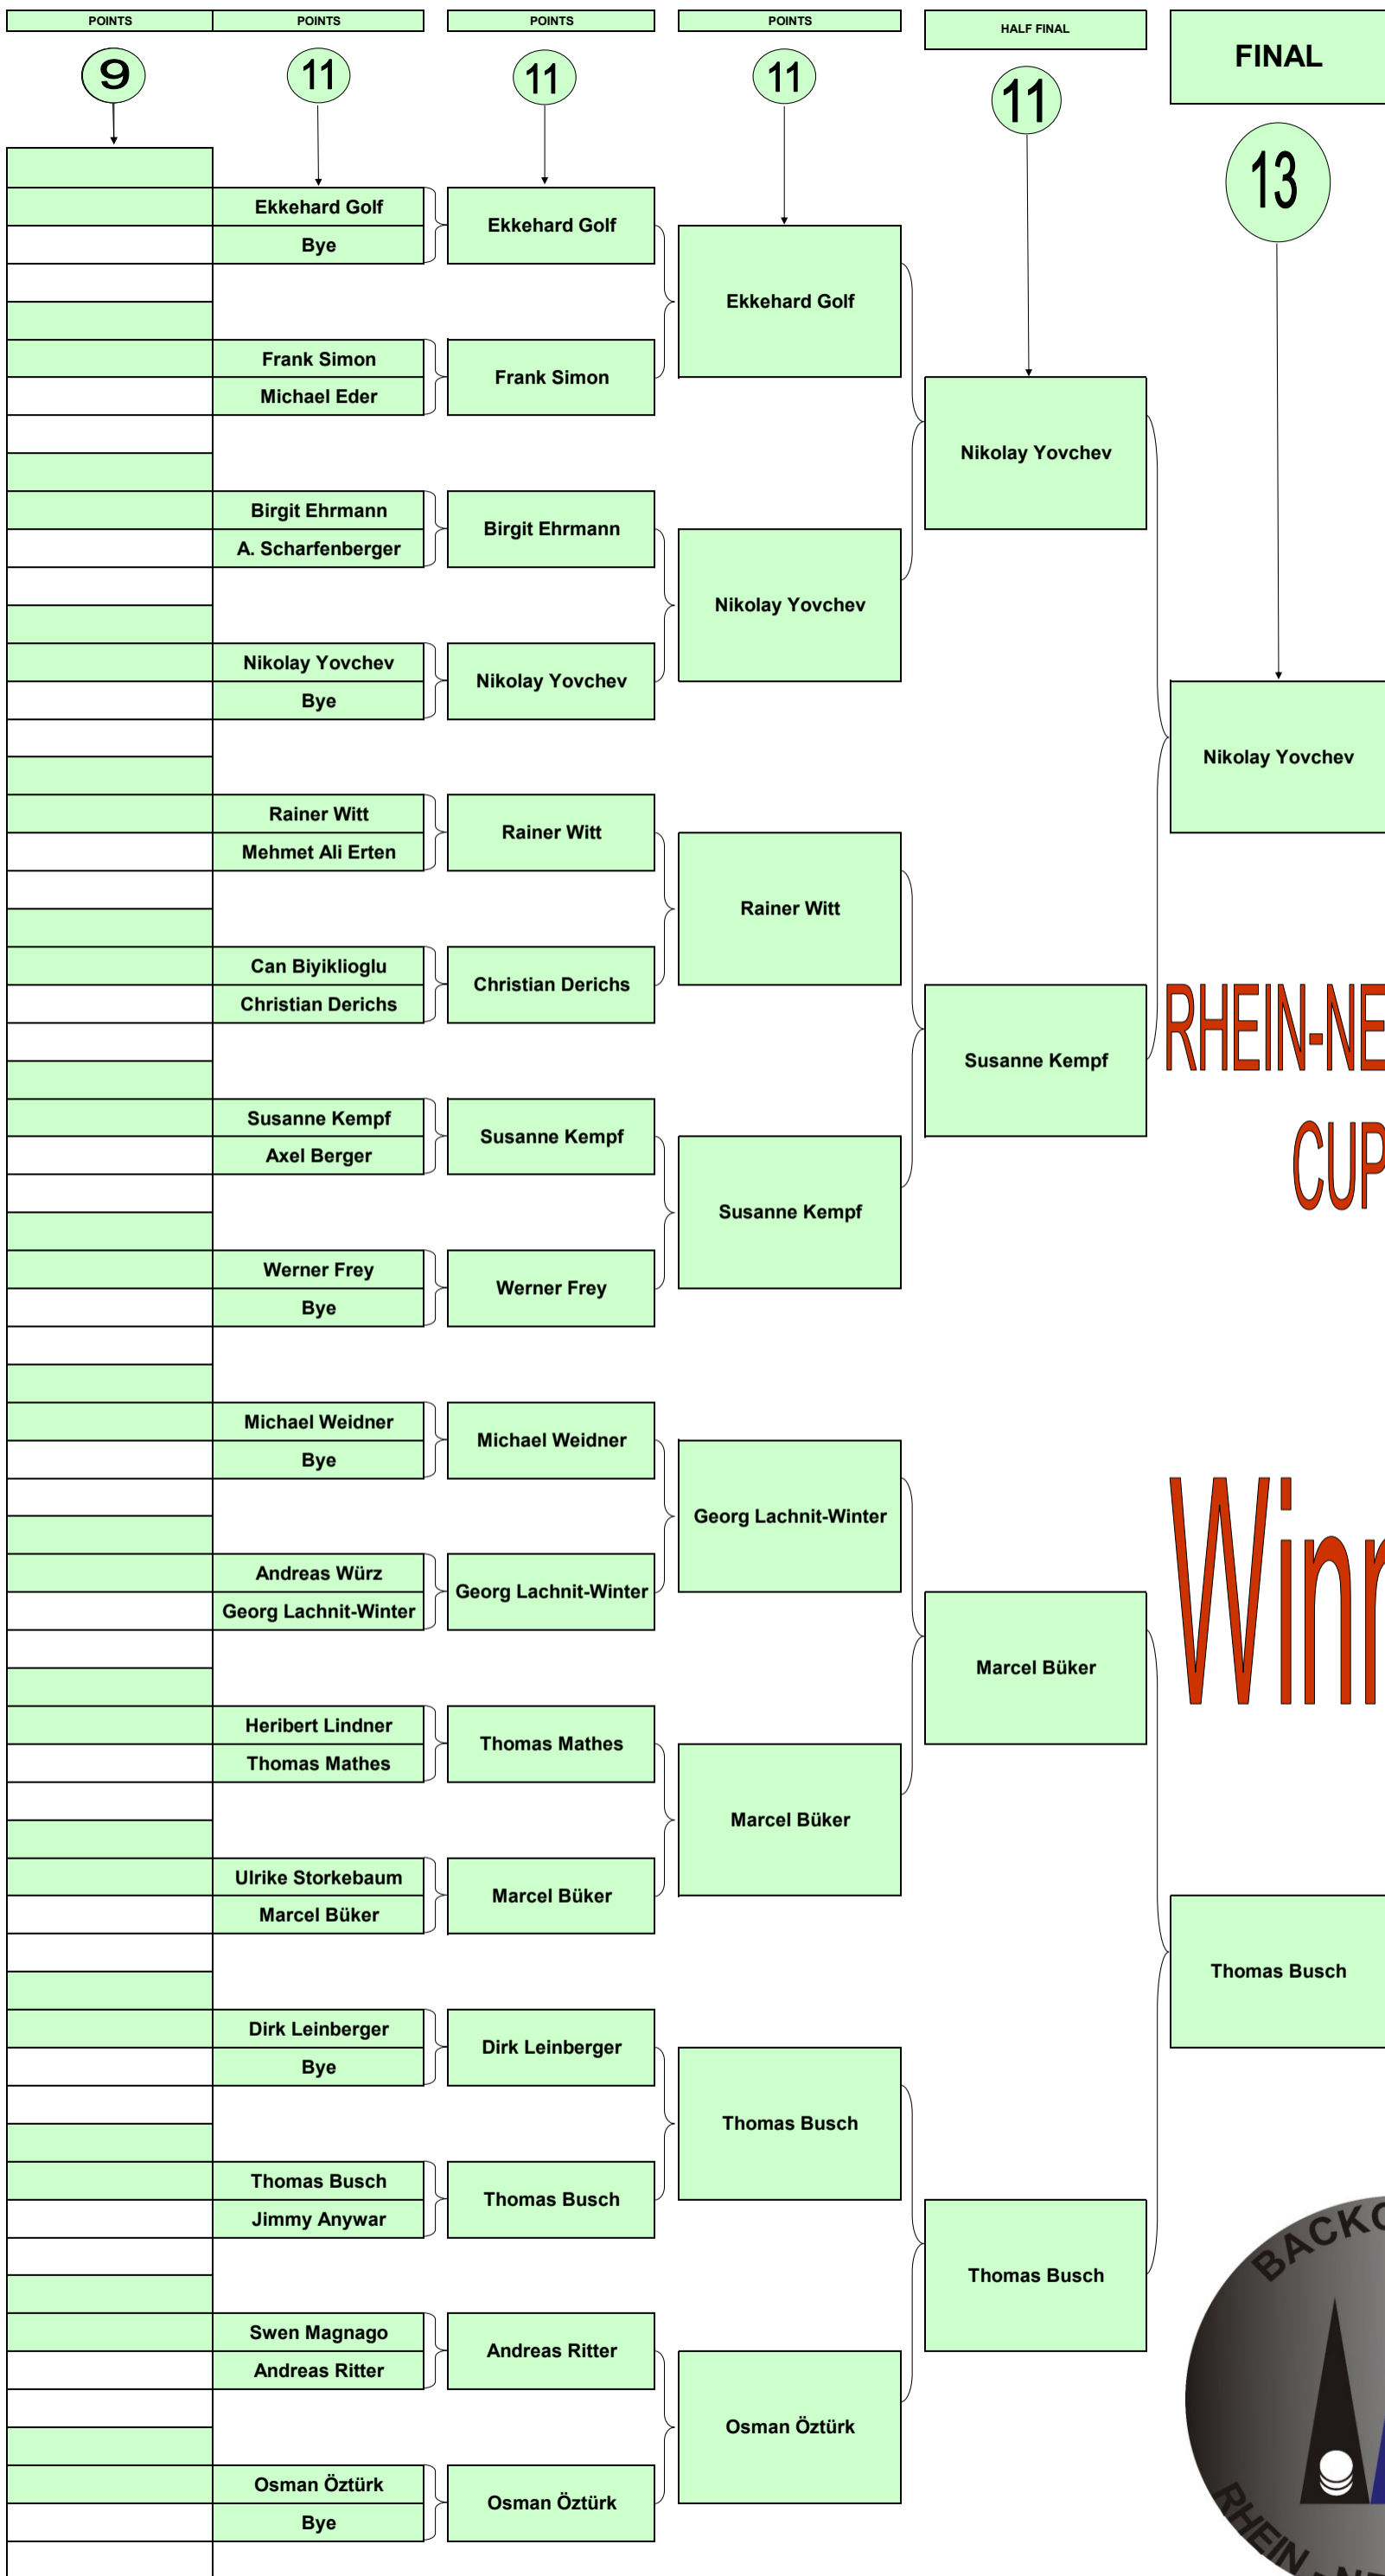 POINTS POINTS POINTS POINTS HALF FINAL FINAL
9 11 11 11 11 13
Ekkehard Golf
Bye
Ekkehard Golf
Ekkehard Golf
Frank Simon
Michael Eder
Frank Simon
Nikolay Yovchev
Birgit Ehrmann
A. Scharfenberger
Birgit Ehrmann
Nikolay Yovchev
Nikolay Yovchev
Bye
Nikolay Yovchev
Nikolay Yovchev
Rainer Witt
Mehmet Ali Erten
Rainer Witt
Rainer Witt
Can Biyiklioglu
Christian Derichs
Christian Derichs
RHEIN-NE
Susanne Kempf
Susanne Kempf
Axel Berger
Susanne Kempf
CUP
Susanne Kempf
Werner Frey
Bye
Werner Frey
Michael Weidner
Bye
Michael Weidner
Georg Lachnit-Winter
Winn
Andreas Würz
Georg Lachnit-Winter
Georg Lachnit-Winter
Marcel Büker
Heribert Lindner
Thomas Mathes
Thomas Mathes
Marcel Büker
Ulrike Storkebaum
Marcel Büker
Marcel Büker
Thomas Busch
Dirk Leinberger
Bye
Dirk Leinberger
Thomas Busch
Thomas Busch
Jimmy Anywar
Thomas Busch
Thomas Busch
Swen Magnago
Andreas Ritter
Andreas Ritter
Osman Öztürk
Osman Öztürk
Bye
Osman Öztürk
BACKG
RHEIN - NE